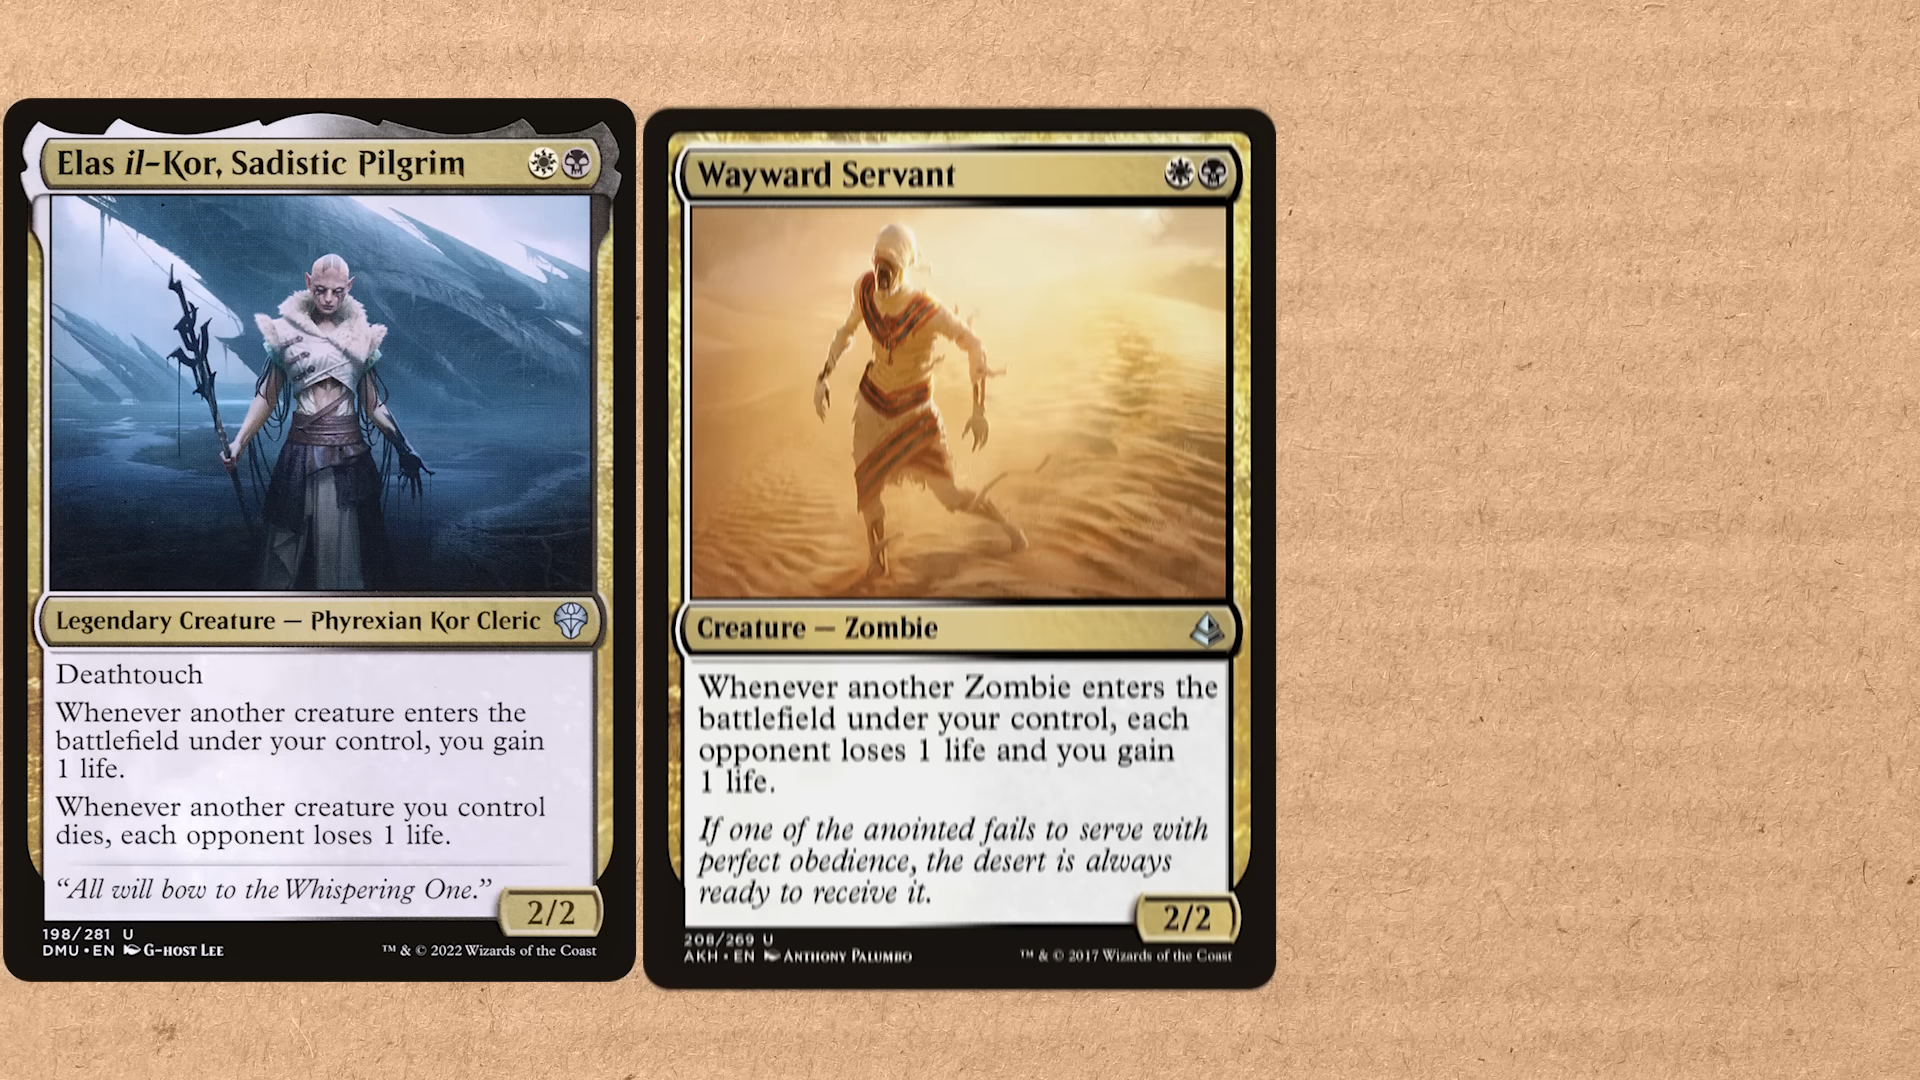 Elas il-Kor, Sadistic Pilgrim
Legendary Creature — Phyrexian Kor Cleric
Deathtouch
Whenever another creature enters the
battlefield under your control, you gain
1 life.
Whenever another creature you control
dies, each opponent loses 1 life.
“All will bow to the Whispering One.”
2/2
198/281 U
DMU • EN G-host Lee
™ & © 2022 Wizards of the Coast
Wayward Servant
Creature — Zombie
Whenever another Zombie enters the
battlefield under your control, each
opponent loses 1 life and you gain
1 life.
If one of the anointed fails to serve with
perfect obedience, the desert is always
ready to receive it.
2/2
208/269 U
AKH • EN Anthony Palumbo
™ & © 2017 Wizards of the Coast